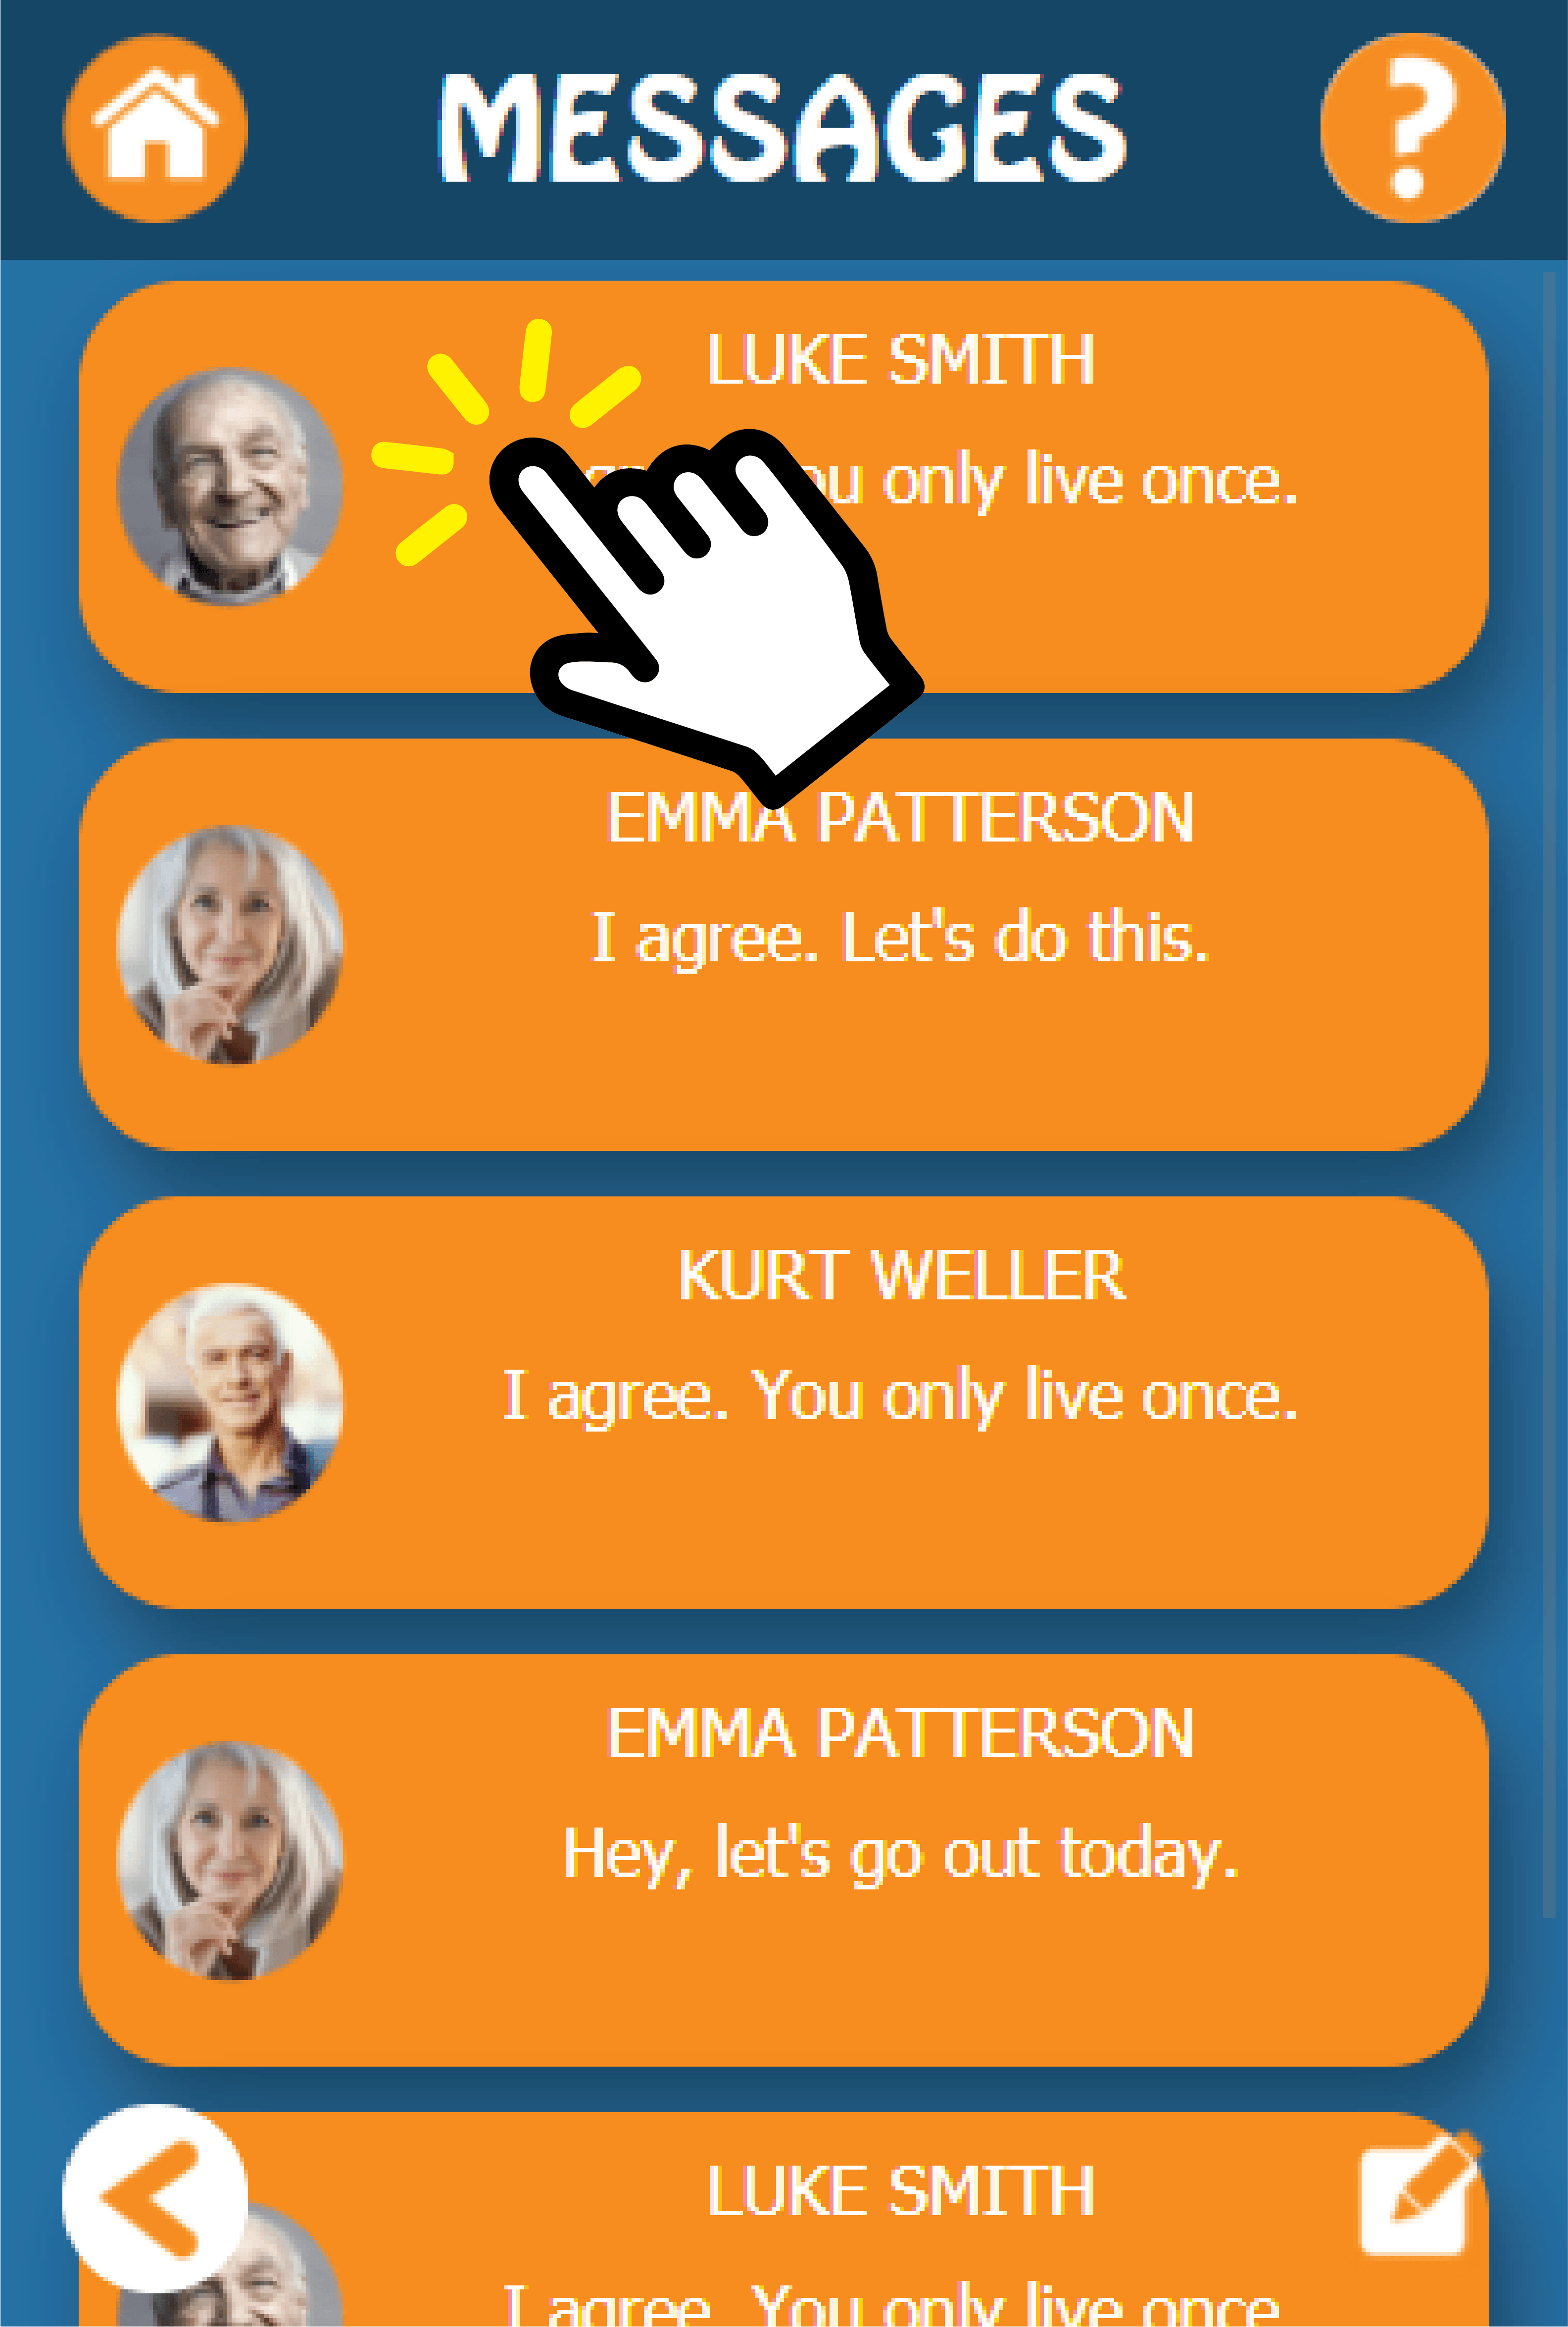 MESSAGES
?
LUKE SMITH
only live once.
EMMA PATTERSON
I agree. Let's do this.
KURT WELLER
I agree. You only live once.
EMMA PATTERSON
Hey, let's go out today.
LUKE SMITH
I agree. You only live once